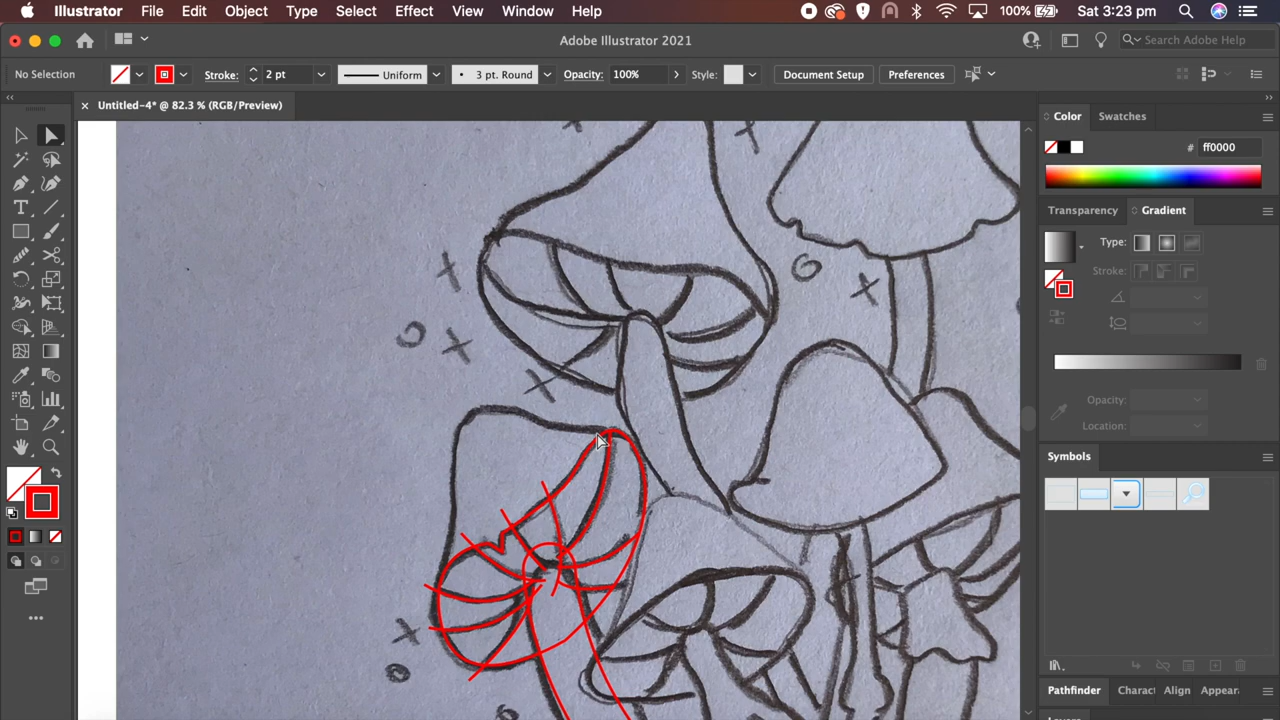 Illustrator File Edit Object Type Select Effect View Window Help 100% Sat 3:23 pm
Adobe Illustrator 2021 Search Adobe Help
No Selection Stroke: 2 pt Uniform 3 pt. Round Opacity: 100% Style: Document Setup Preferences
Untitled-4* @ 82.3 % (RGB/Preview)
Color Swatches
# ff0000
Transparency Gradient
Type:
Stroke:
Opacity:
Location:
Symbols
Pathfinder Charac Align Appear